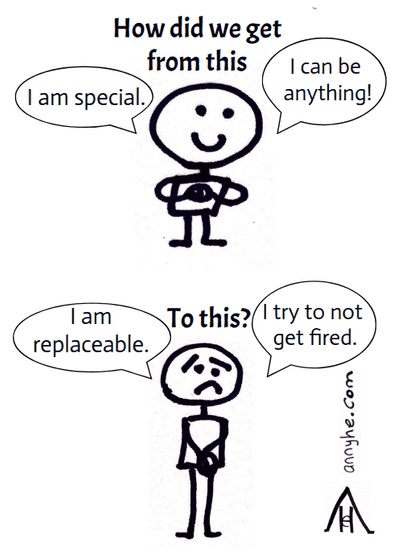 How did we get
from this
I am special.
I can be
anything!
To this?
I am
replaceable.
I try to not
get fired.
annyhe.com